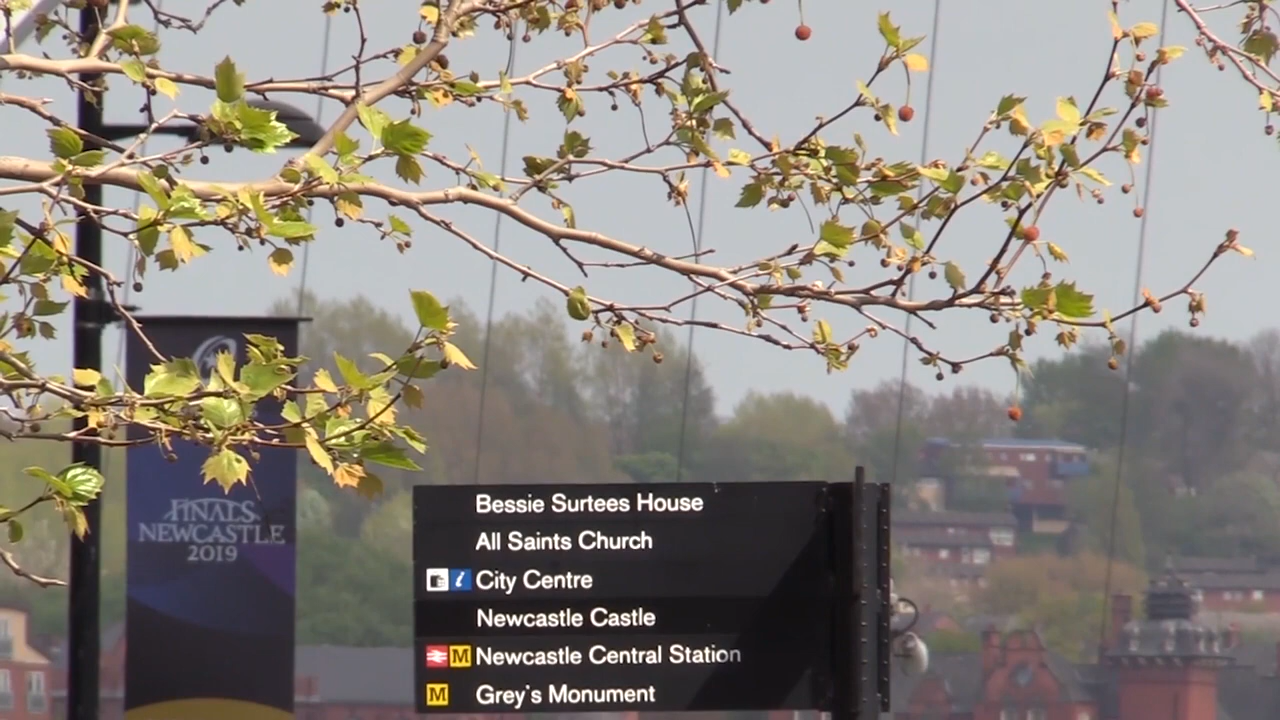 FINALS
NEWCASTLE
2019
Bessie Surtees House
All Saints Church
i City Centre
Newcastle Castle
M Newcastle Central Station
M Grey's Monument